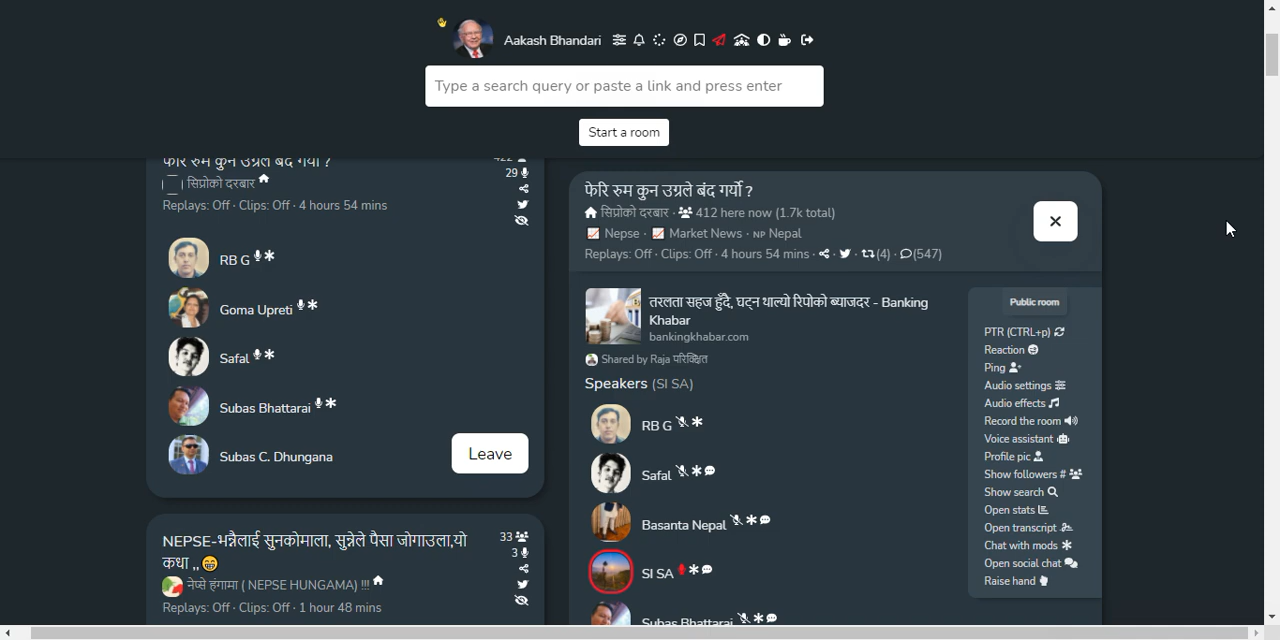 Aakash Bhandari
Type a search query or paste a link and press enter
Start a room
फेरि रुम कुन उग्रले बंद गर्यो ?
422
29
सिप्रोको दरबार
Replays: Off · Clips: Off · 4 hours 54 mins
RB G
Goma Upreti
Safal
Subas Bhattarai
Subas C. Dhungana
Leave
NEPSE-भन्नैलाई सुनकोमाला, सुन्नेले पैसा जोगाउला,यो
कधा ,, 😁
33
3
नेप्से हंगामा ( NEPSE HUNGAMA) !!!
Replays: Off · Clips: Off · 1 hour 48 mins
फेरि रुम कुन उग्रले बंद गर्यो ?
सिप्रोको दरबार · 412 here now (1.7k total)
Nepse · Market News · NP Nepal
Replays: Off · Clips: Off · 4 hours 54 mins · · · (4) · (547)
तरलता सहज हुँदै, घट्न थाल्यो रिपोको ब्याजदर - Banking
Khabar
bankingkhabar.com
Shared by Raja परिक्षित
Speakers (SI SA)
RB G
Safal
Basanta Nepal
SI SA
Subas Bhattarai
Public room
PTR (CTRL+p)
Reaction
Ping
Audio settings
Audio effects
Record the room
Voice assistant
Profile pic
Show followers #
Show search
Open stats
Open transcript
Chat with mods
Open social chat
Raise hand